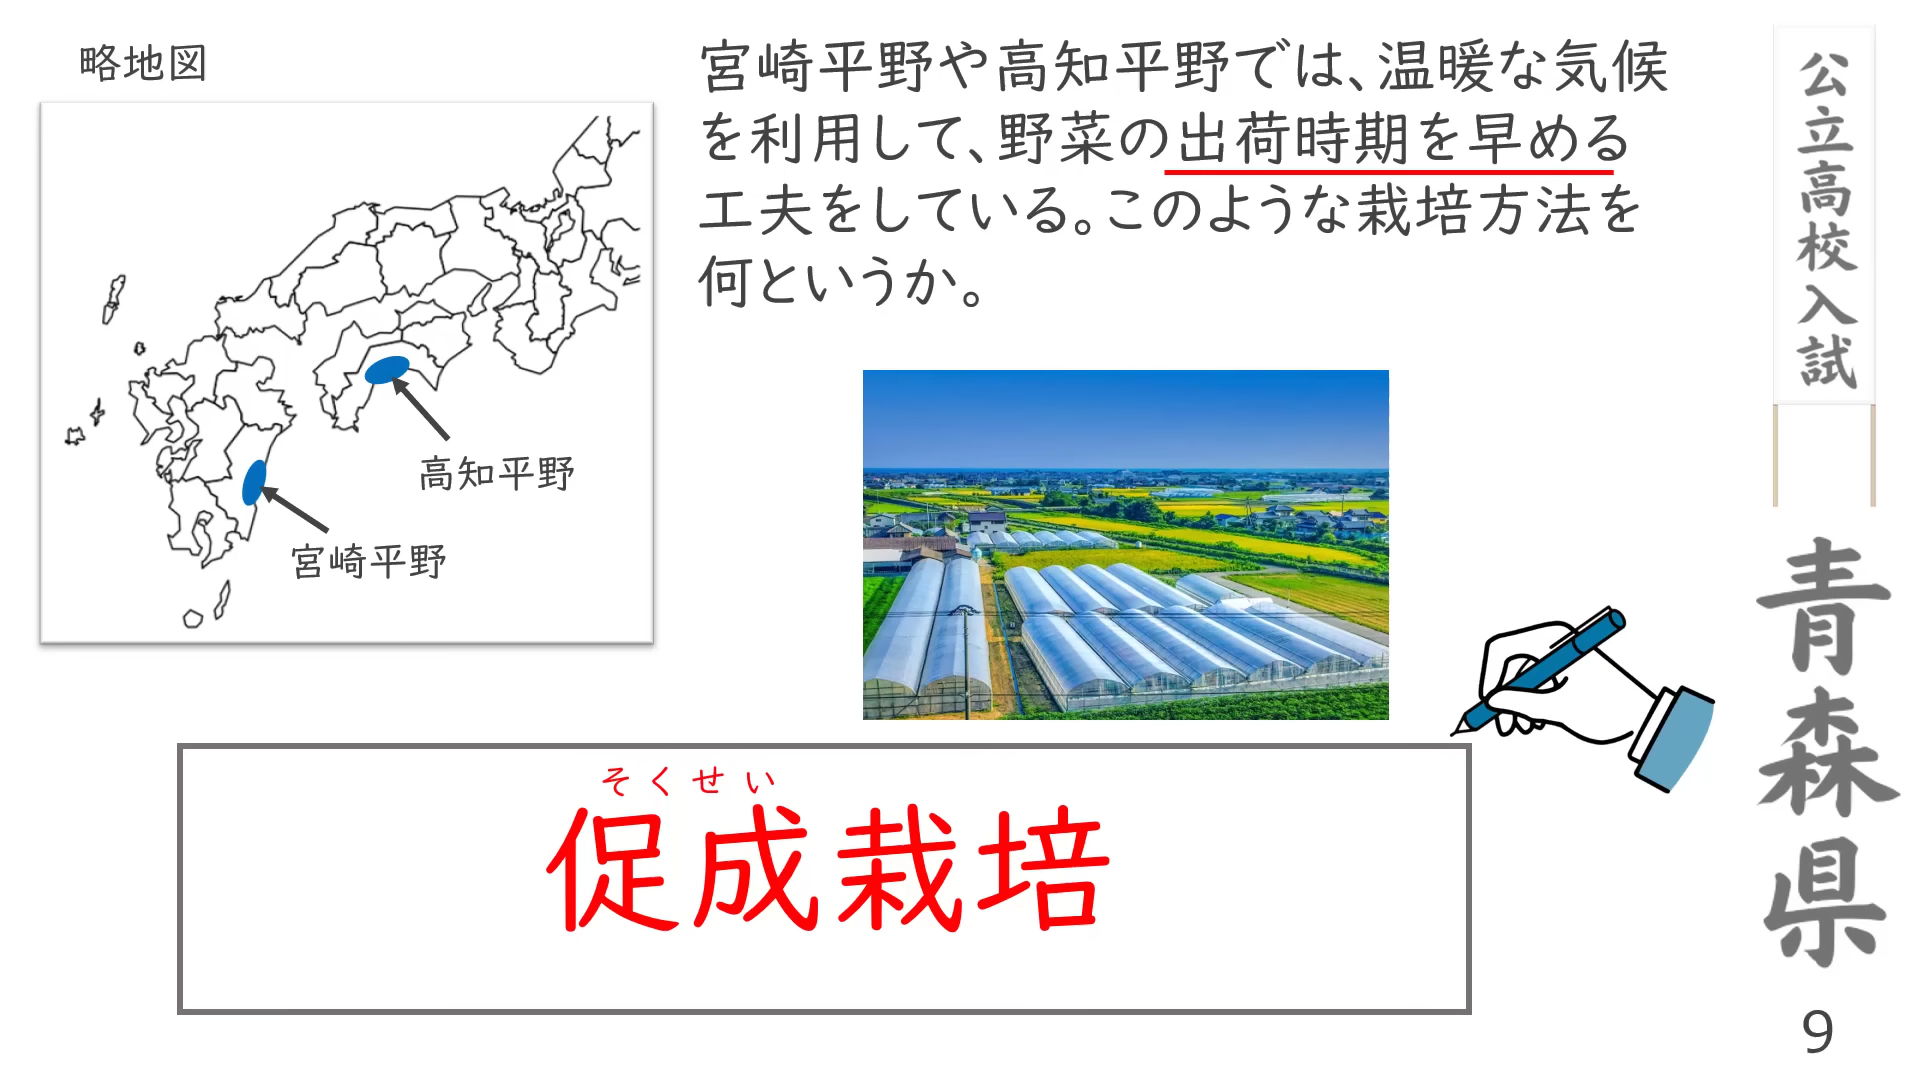 略地図
高知平野
宮崎平野
宮崎平野や高知平野では、温暖な気候
を利用して、野菜の出荷時期を早める
工夫をしている。このような栽培方法を
何というか。
そくせい
促成栽培
公立高校入試
青森県
9